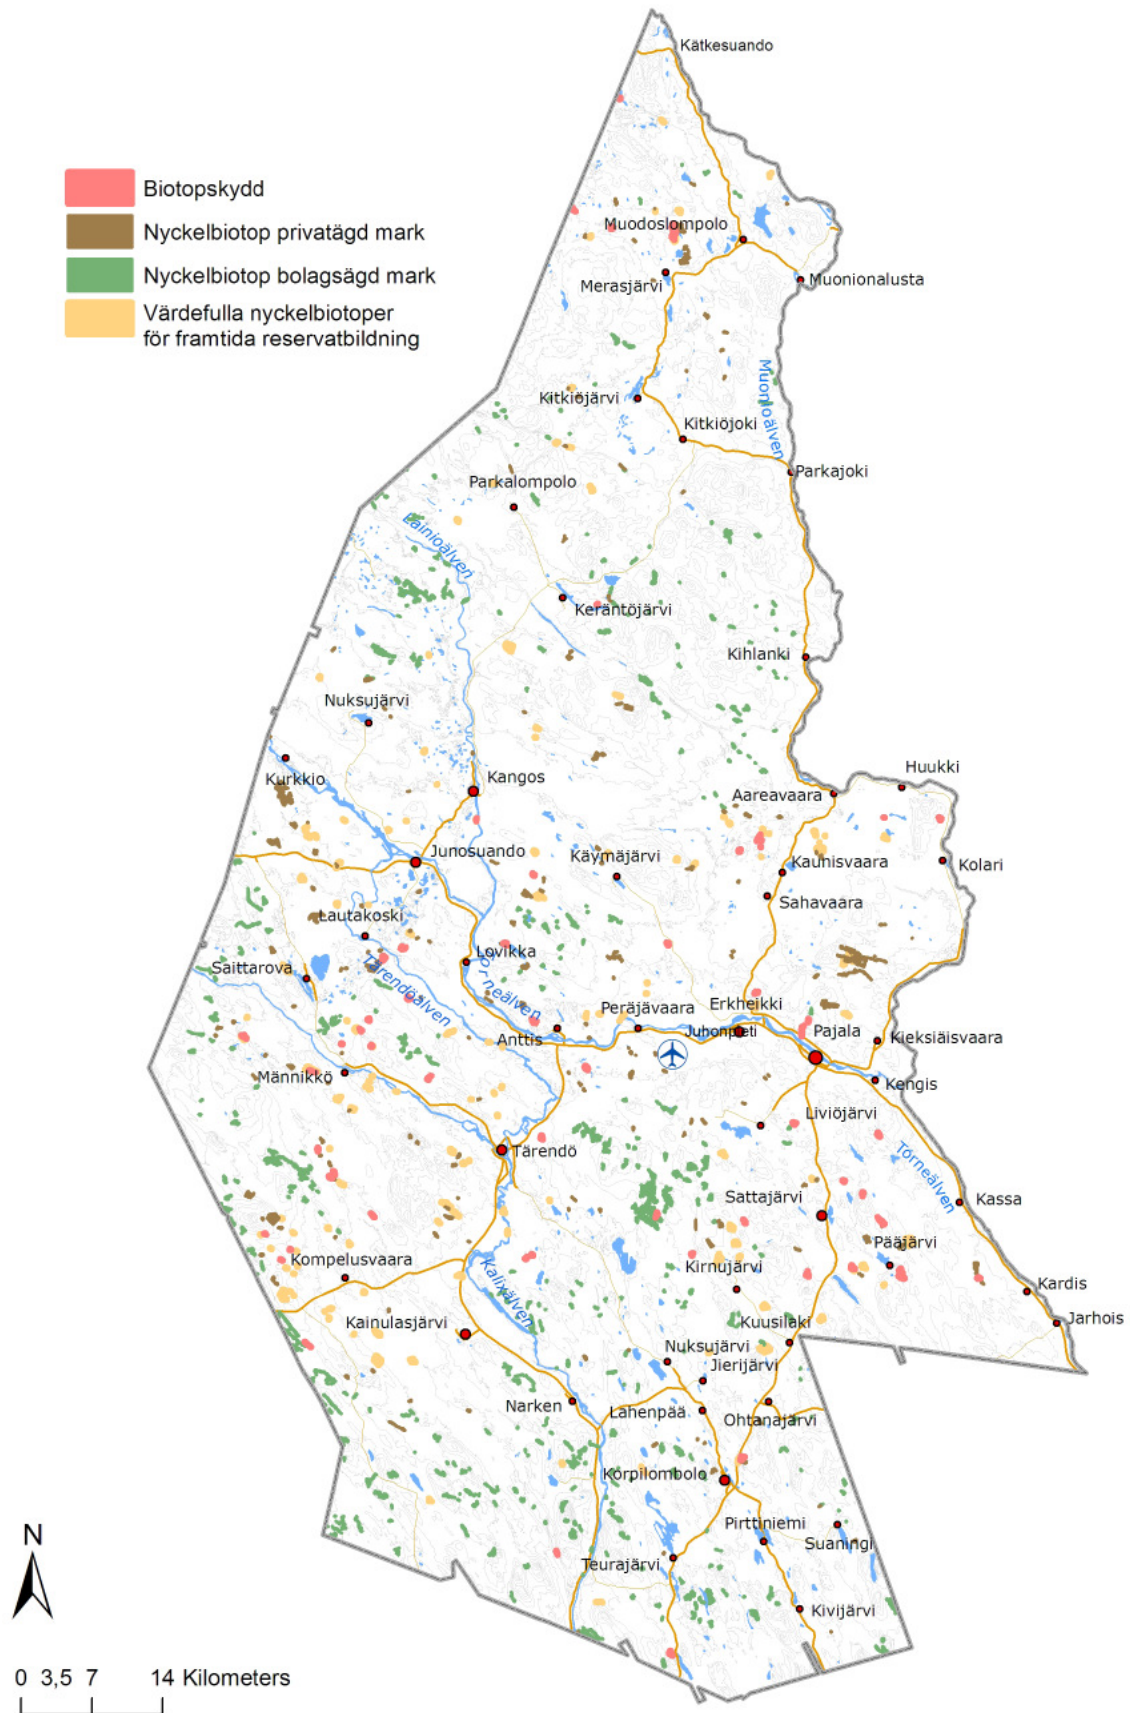 Kätkesuando
Biotopskydd
Nyckelbiotop privatägd mark
Nyckelbiotop bolagsägd mark
Värdefulla nyckelbiotoper
för framtida reservatbildning
Muodoslompolo
Merasjärvi
Muonionalusta
Muonioälven
Kitkiöjärvi
Kitkiöjoki
Parkajoki
Parkalompolo
Lainioälven
Keräntöjärvi
Kihlanki
Nuksujärvi
Kurkkio
Kangos
Huukki
Aareavaara
Junosuando
Käymäjärvi
Kaunisvaara
Kolari
Sahavaara
Lautakoski
Lovikka
Saittarova
Tärendöälven
Torneälven
Anttis
Peräjävaara
Erkheikki
Juhonpieti
Pajala
Kieksiäisvaara
Männikkö
Kengis
Liviöjärvi
Tärendö
Torneälven
Sattajärvi
Kassa
Pääjärvi
Kompelusvaara
Kirnujärvi
Kalixälven
Kardis
Kainulasjärvi
Kuusilaki
Jarhois
Nuksujärvi
Jierijärvi
Narken
Lahenpää
Ohtanajärvi
Korpilombolo
Pirttiniemi
Suaningi
Teurajärvi
Kivijärvi
N
0 3,5 7 14 Kilometers